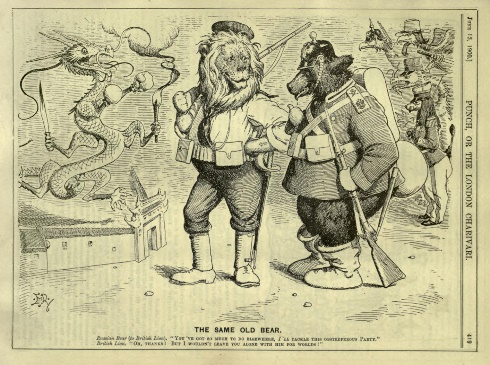 JUNE 13, 1900.]
PUNCH, OR THE LONDON CHARIVARI.
419
THE SAME OLD BEAR.
Russian Bear (to British Lion). "YOU'VE GOT SO MUCH TO DO ELSEWHERE, I'LL TACKLE THIS OBSTREPEROUS PARTY."
British Lion. "OH, THANKS! BUT I WOULDN'T LEAVE YOU ALONE WITH HIM FOR WORLDS!"